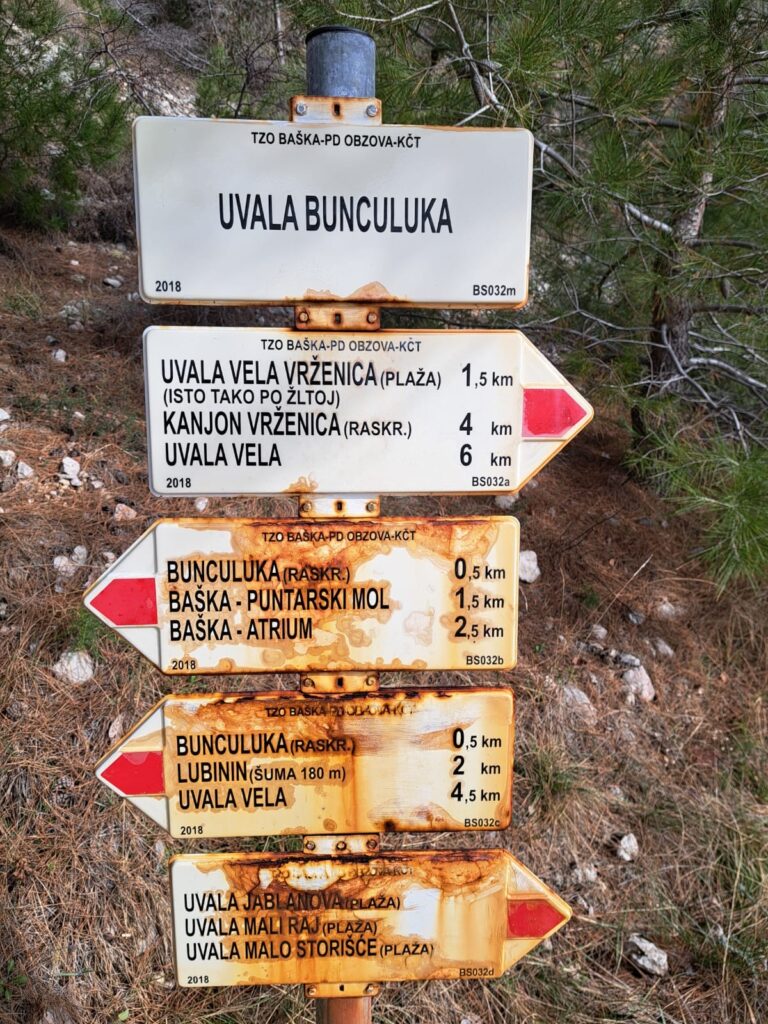 TZO BAŠKA-PD OBZOVA-KČT
UVALA BUNCULUKA
2018 BS032m
TZO BAŠKA-PD OBZOVA-KČT
UVALA VELA VRŽENICA (PLAŽA) 1,5 km
(ISTO TAKO PO ŽLTOJ)
KANJON VRŽENICA (RASKR.) 4 km
UVALA VELA 6 km
2018 BS032a
TZO BAŠKA-PD OBZOVA-KČT
BUNCULUKA (RASKR.) 0,5 km
BAŠKA - PUNTARSKI MOL 1,5 km
BAŠKA - ATRIUM 2,5 km
2018 BS032b
TZO BAŠKA-PD OBZOVA-KČT
BUNCULUKA (RASKR.) 0,5 km
LUBININ (ŠUMA 180 m) 2 km
UVALA VELA 4,5 km
2018 BS032c
OBZOVA-KČT
UVALA JABLANOVA (PLAŽA)
UVALA MALI RAJ (PLAŽA)
UVALA MALO STORIŠĆE (PLAŽA)
2018 BS032d